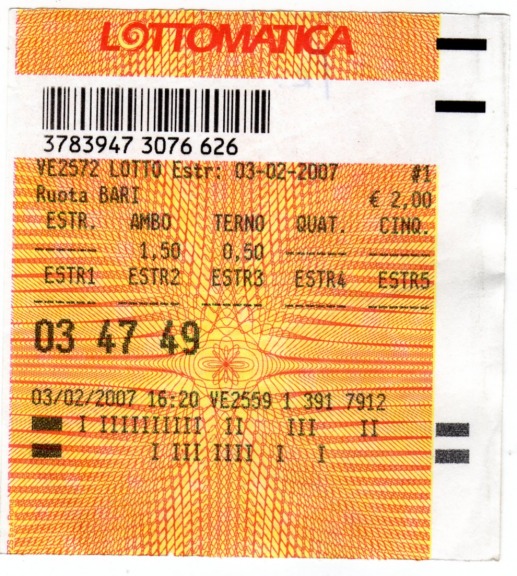 LOTTOMATICA
3783947 3076 626
VE2572 LOTTO Estr: 03-02-2007 #1
Ruota BARI € 2,00
ESTR. AMBO TERNO QUAT. CINQ.
------ 1,50 0,50 ------ ------
ESTR1 ESTR2 ESTR3 ESTR4 ESTR5
------ ------ ------ ------ ------
03 47 49
03/02/2007 16:20 VE2559 1 391 7912